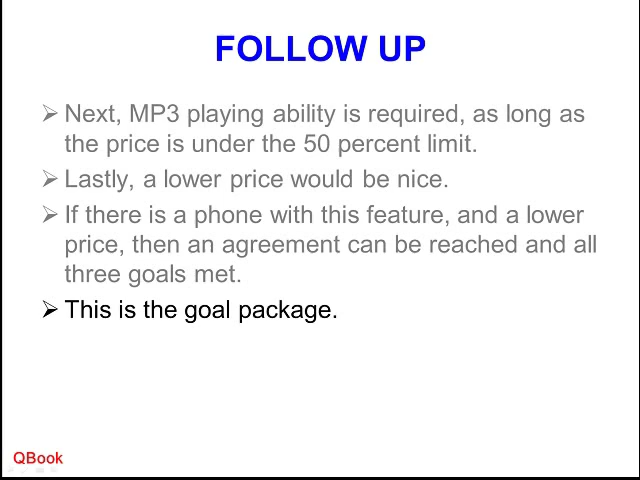 FOLLOW UP
Next, MP3 playing ability is required, as long as
the price is under the 50 percent limit.
Lastly, a lower price would be nice.
If there is a phone with this feature, and a lower
price, then an agreement can be reached and all
three goals met.
This is the goal package.
QBook